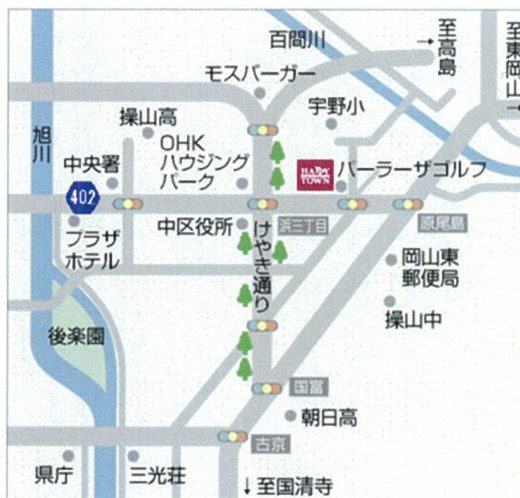 百間川
→
至高島
至東岡山
→
モスバーガー
操山高
宇野小
旭川
OHK
ハウジング
パーク
中央署
HAPPY
TOWN
パーラーザゴルフ
402
プラザ
ホテル
中区役所
浜三丁目
原尾島
けやき通り
岡山東
郵便局
操山中
後楽園
国富
朝日高
古京
県庁
三光荘
↓至国清寺